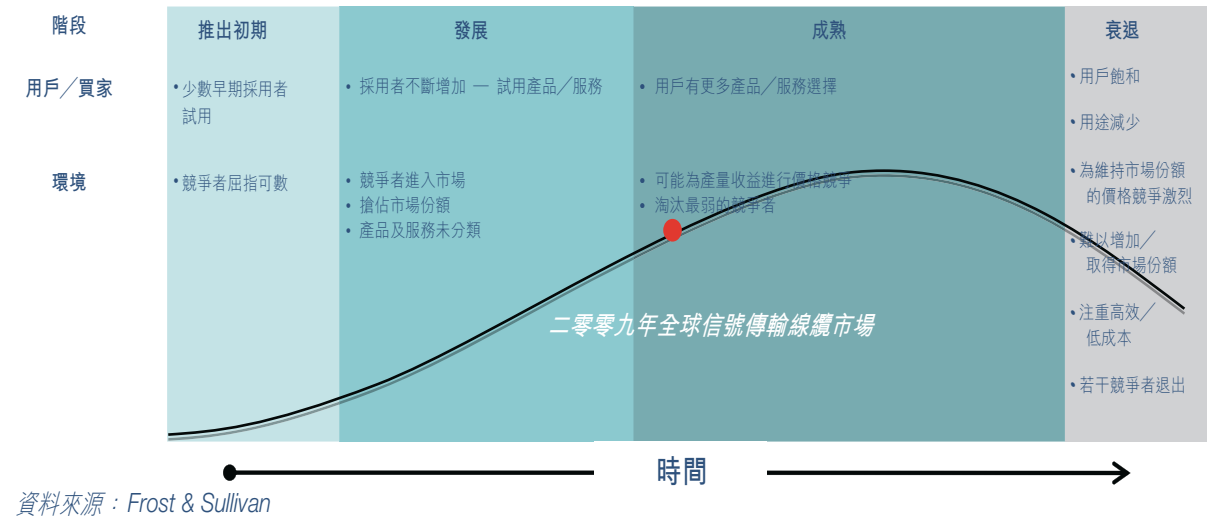 階段
推出初期
發展
成熟
衰退
用戶／買家
• 少數早期採用者
試用
• 採用者不斷增加 — 試用產品／服務
• 用戶有更多產品／服務選擇
• 用戶飽和
• 用途減少
環境
• 競爭者屈指可數
• 競爭者進入市場
• 搶佔市場份額
• 產品及服務未分類
• 可能為產量收益進行價格競爭
• 淘汰最弱的競爭者
• 為維持市場份額
的價格競爭激烈
• 難以增加／
取得市場份額
• 注重高效／
低成本
• 若干競爭者退出
二零零九年全球信號傳輸線纜市場
時間
資料來源：Frost & Sullivan